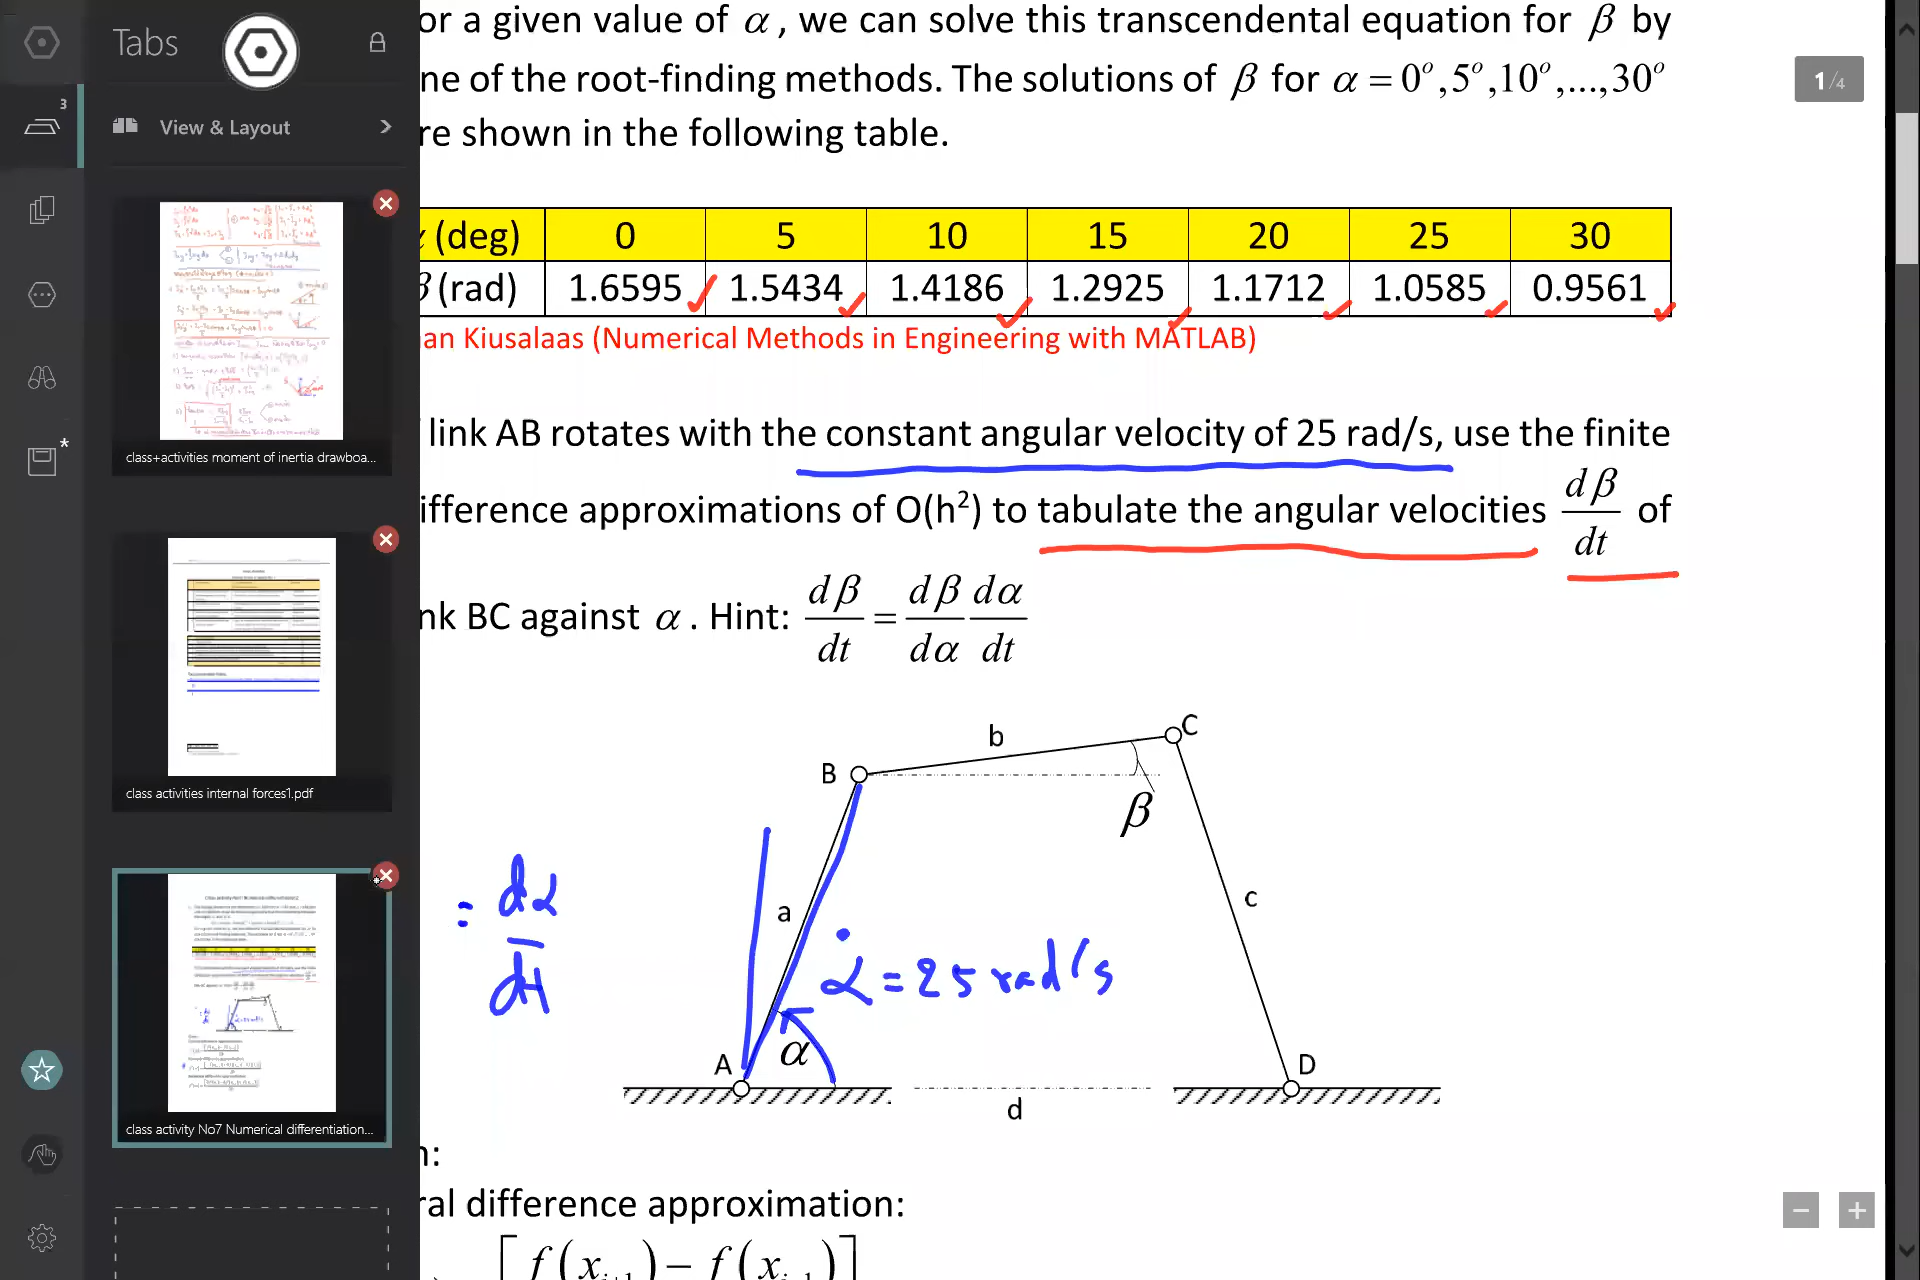 Tabs
3
View & Layout
class+activities moment of inertia drawboa...
class activities internal forces1.pdf
class activity No7 Numerical differentiation...
or a given value of α, we can solve this transcendental equation for β by
ne of the root-finding methods. The solutions of β for α = 0°,5°,10°,...,30°
re shown in the following table.
1/4
(deg) 0 5 10 15 20 25 30
β (rad) 1.6595 1.5434 1.4186 1.2925 1.1712 1.0585 0.9561
an Kiusalaas (Numerical Methods in Engineering with MATLAB)
link AB rotates with the constant angular velocity of 25 rad/s, use the finite
ifference approximations of O(h²) to tabulate the angular velocities dβ/dt of
nk BC against α. Hint: dβ/dt = dβ/dα dα/dt
b
C
B
β
= dα/dt
a
c
α̇ = 25 rad/s
A
α
D
d
n:
ral difference approximation:
[f(xᵢ₊₁) − f(xᵢ₋₁)]